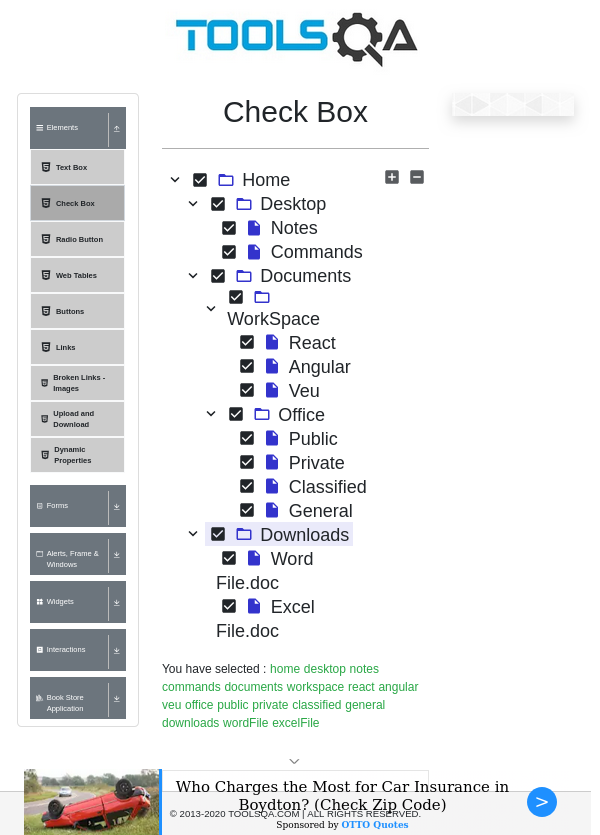 TOOLSQA
Elements
Text Box
Check Box
Radio Button
Web Tables
Buttons
Links
Broken Links -
Images
Upload and
Download
Dynamic
Properties
Forms
Alerts, Frame &
Windows
Widgets
Interactions
Book Store
Application
Check Box
Home
Desktop
Notes
Commands
Documents
WorkSpace
React
Angular
Veu
Office
Public
Private
Classified
General
Downloads
Word
File.doc
Excel
File.doc
You have selected : home desktop notes
commands documents workspace react angular
veu office public private classified general
downloads wordFile excelFile
Who Charges the Most for Car Insurance in
Boydton? (Check Zip Code)
© 2013-2020 TOOLSQA.COM | ALL RIGHTS RESERVED.
Sponsored by OTTO Quotes